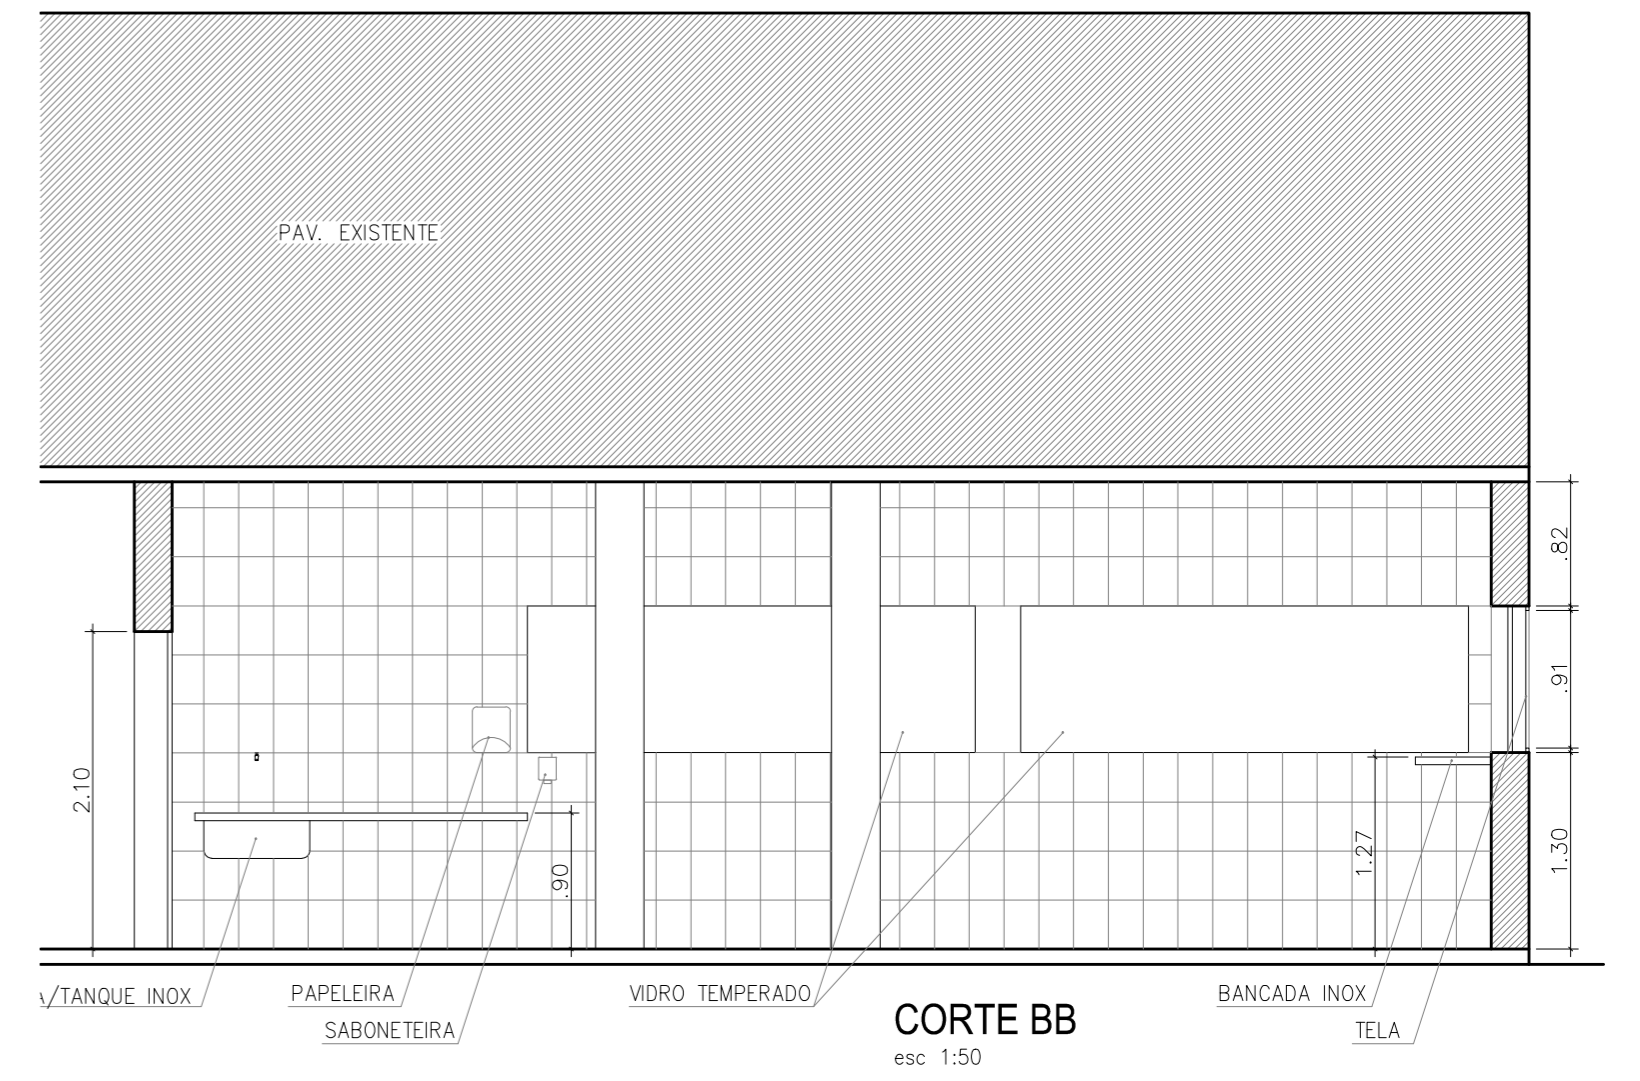 PAV. EXISTENTE
.82
.91
2.10
.90
1.27
1.30
/TANQUE INOX
PAPELEIRA
SABONETEIRA
VIDRO TEMPERADO
BANCADA INOX
TELA
CORTE BB
esc 1:50